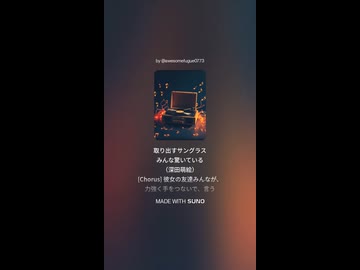 by @awesomefugue0773
取り出すサングラス
みんな驚いている
（深田萌絵）
[Chorus] 彼女の友達みんなが、
力強く手をつないで、言う
MADE WITH SUNO